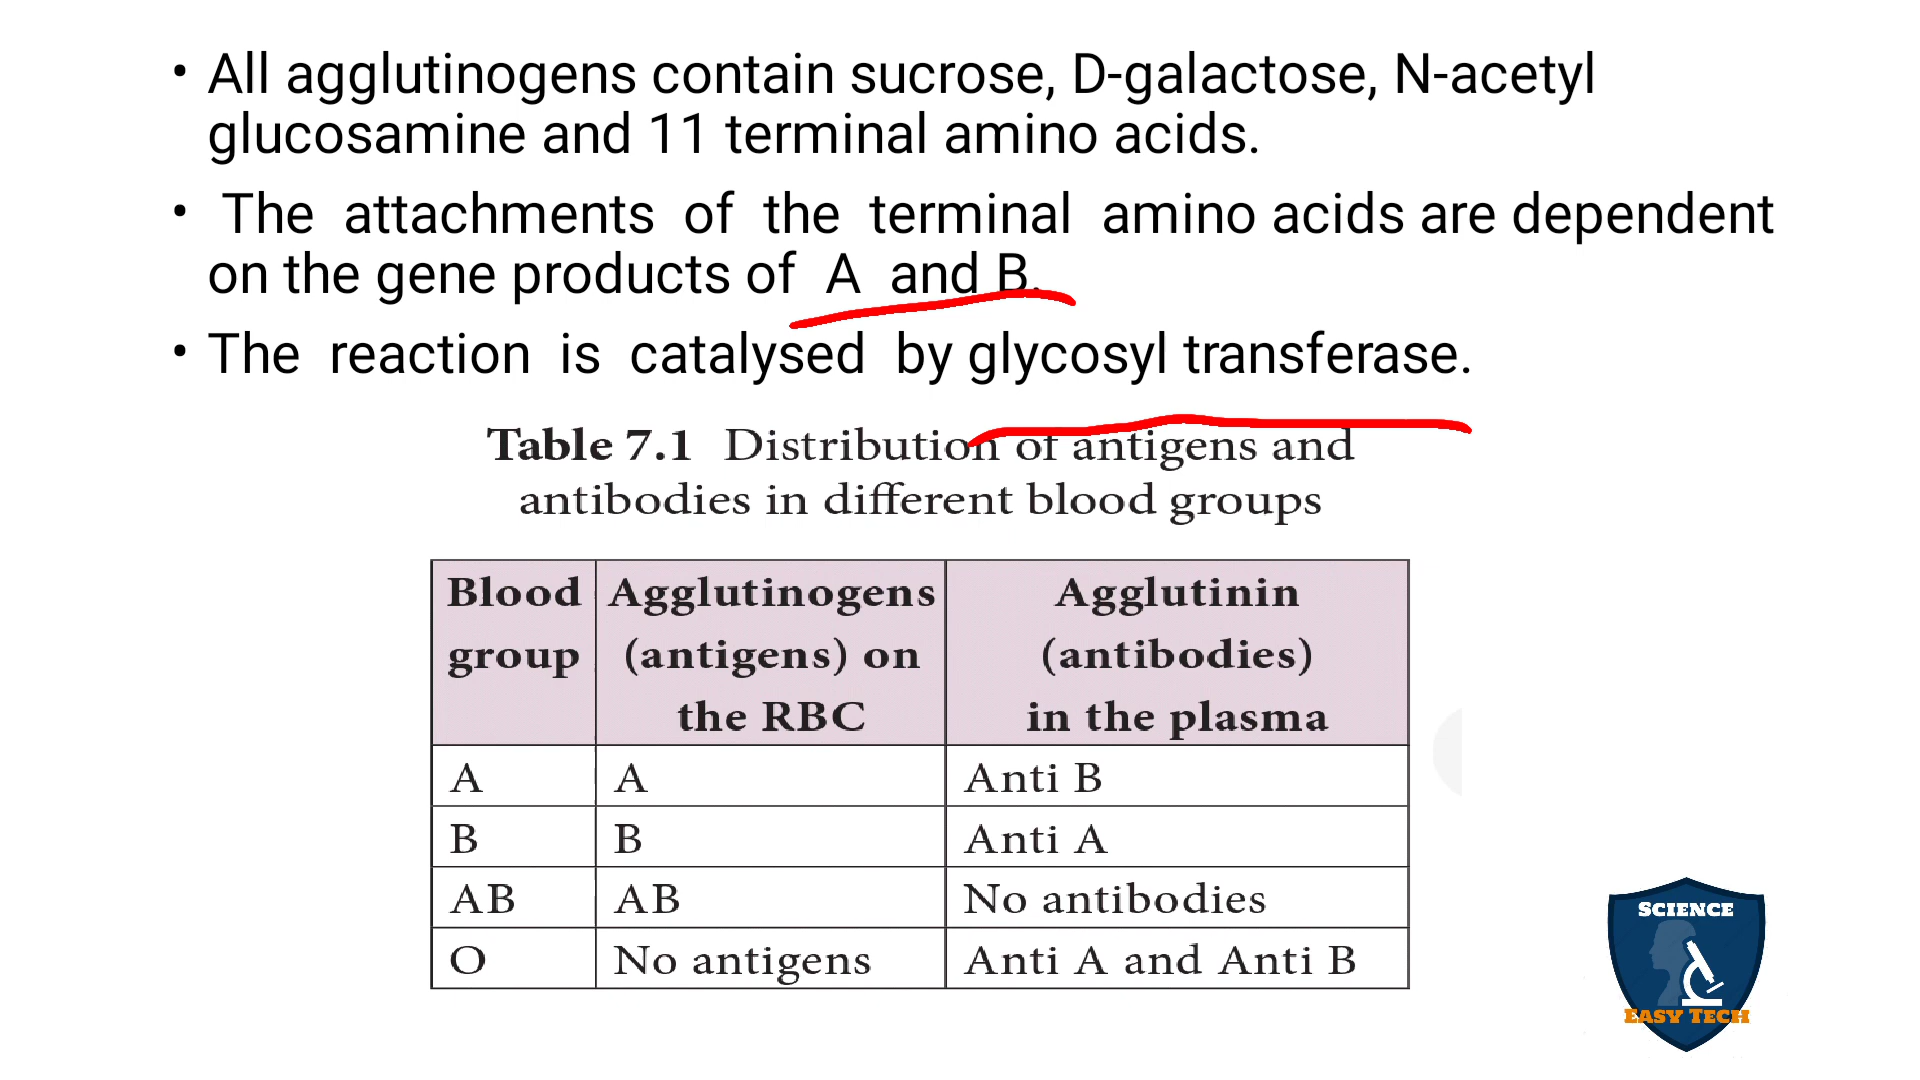 • All agglutinogens contain sucrose, D-galactose, N-acetyl
glucosamine and 11 terminal amino acids.
• The attachments of the terminal amino acids are dependent
on the gene products of A and B.
• The reaction is catalysed by glycosyl transferase.
Table 7.1 Distribution of antigens and
antibodies in different blood groups
Blood group Agglutinogens (antigens) on the RBC Agglutinin (antibodies) in the plasma
A A Anti B
B B Anti A
AB AB No antibodies
O No antigens Anti A and Anti B
SCIENCE
EASY TECH